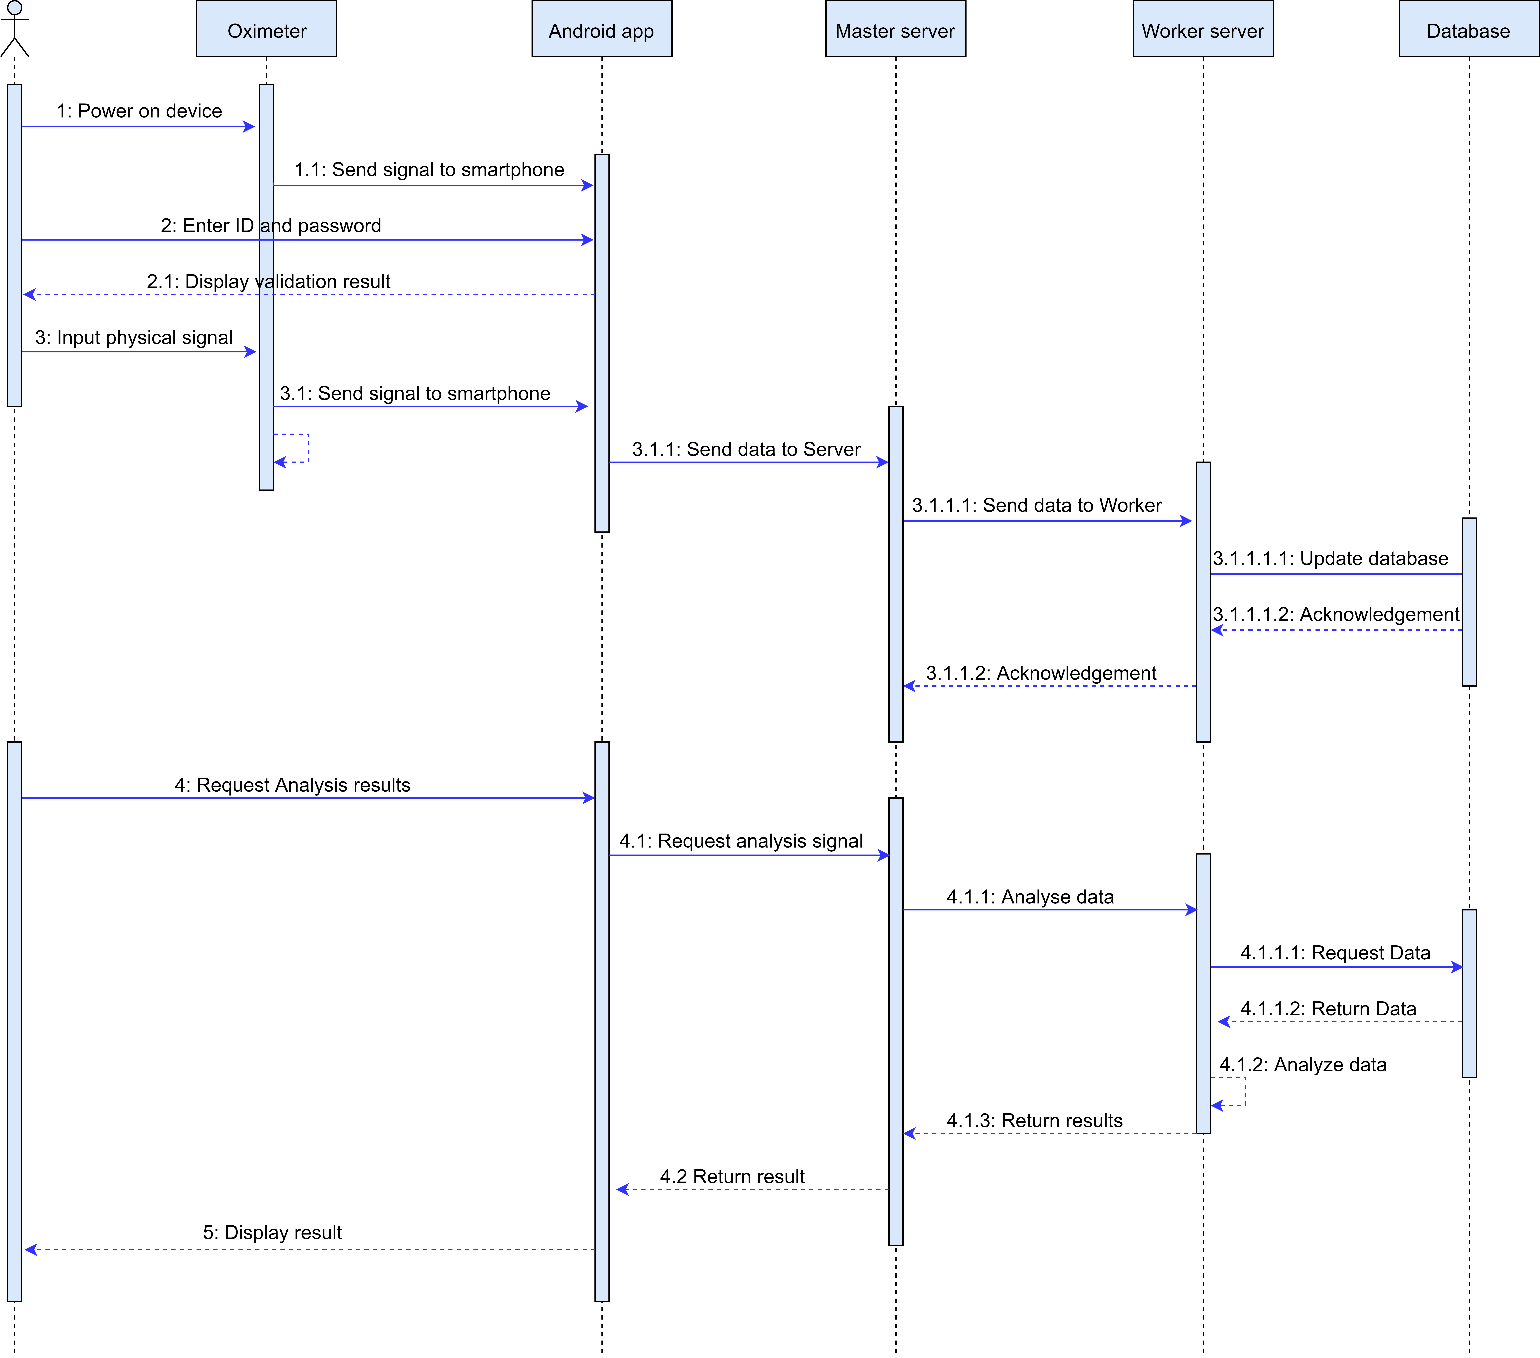 Oximeter
Android app
Master server
Worker server
Database
1: Power on device
1.1: Send signal to smartphone
2: Enter ID and password
2.1: Display validation result
3: Input physical signal
3.1: Send signal to smartphone
3.1.1: Send data to Server
3.1.1.1: Send data to Worker
3.1.1.1.1: Update database
3.1.1.1.2: Acknowledgement
3.1.1.2: Acknowledgement
4: Request Analysis results
4.1: Request analysis signal
4.1.1: Analyse data
4.1.1.1: Request Data
4.1.1.2: Return Data
4.1.2: Analyze data
4.1.3: Return results
4.2 Return result
5: Display result